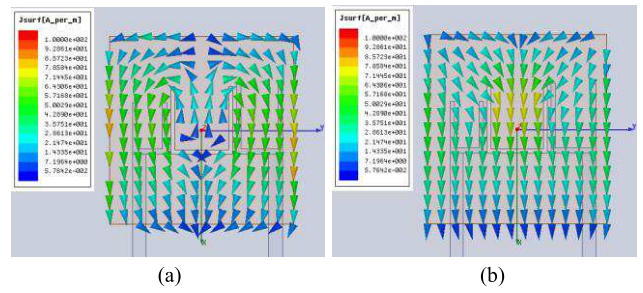 Jsurf[A_per_m]
1.0000e+002
9.2861e+001
8.5723e+001
7.8584e+001
7.1445e+001
6.4306e+001
5.7168e+001
5.0029e+001
4.2890e+001
3.5751e+001
2.8613e+001
2.1474e+001
1.4335e+001
7.1964e+000
5.7642e-002
Jsurf[A_per_m]
1.0000e+002
9.2861e+001
8.5723e+001
7.8584e+001
7.1445e+001
6.4306e+001
5.7168e+001
5.0029e+001
4.2890e+001
3.5751e+001
2.8613e+001
2.1474e+001
1.4335e+001
7.1964e+000
5.7642e-002
(a)
(b)